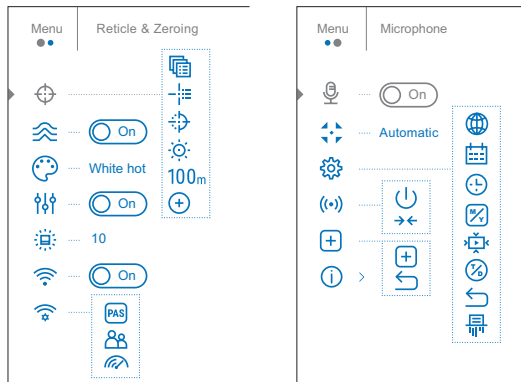 Menu
Reticle & Zeroing
On
White hot
On
10
On
100m
PAS
Menu
Microphone
On
Automatic
M/Y
T/D